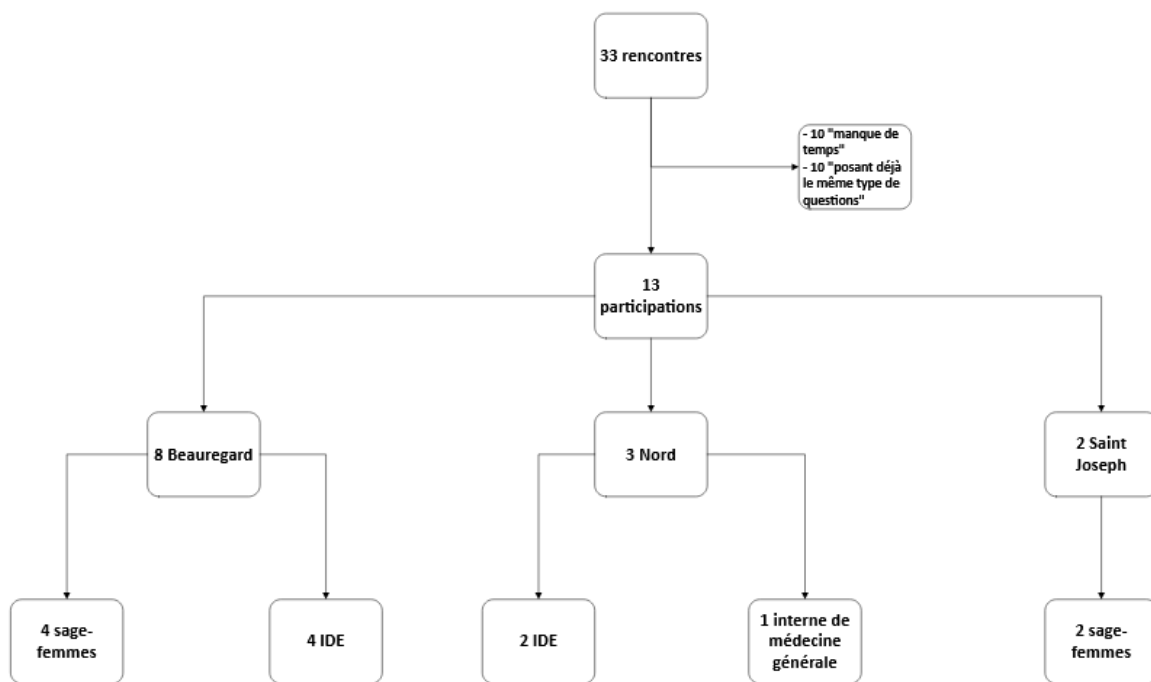 33 rencontres
- 10 "manque de
temps"
- 10 "posant déjà
le même type de
questions"
13
participations
8 Beauregard
3 Nord
2 Saint
Joseph
4 sage-
femmes
4 IDE
2 IDE
1 interne de
médecine
générale
2 sage-
femmes